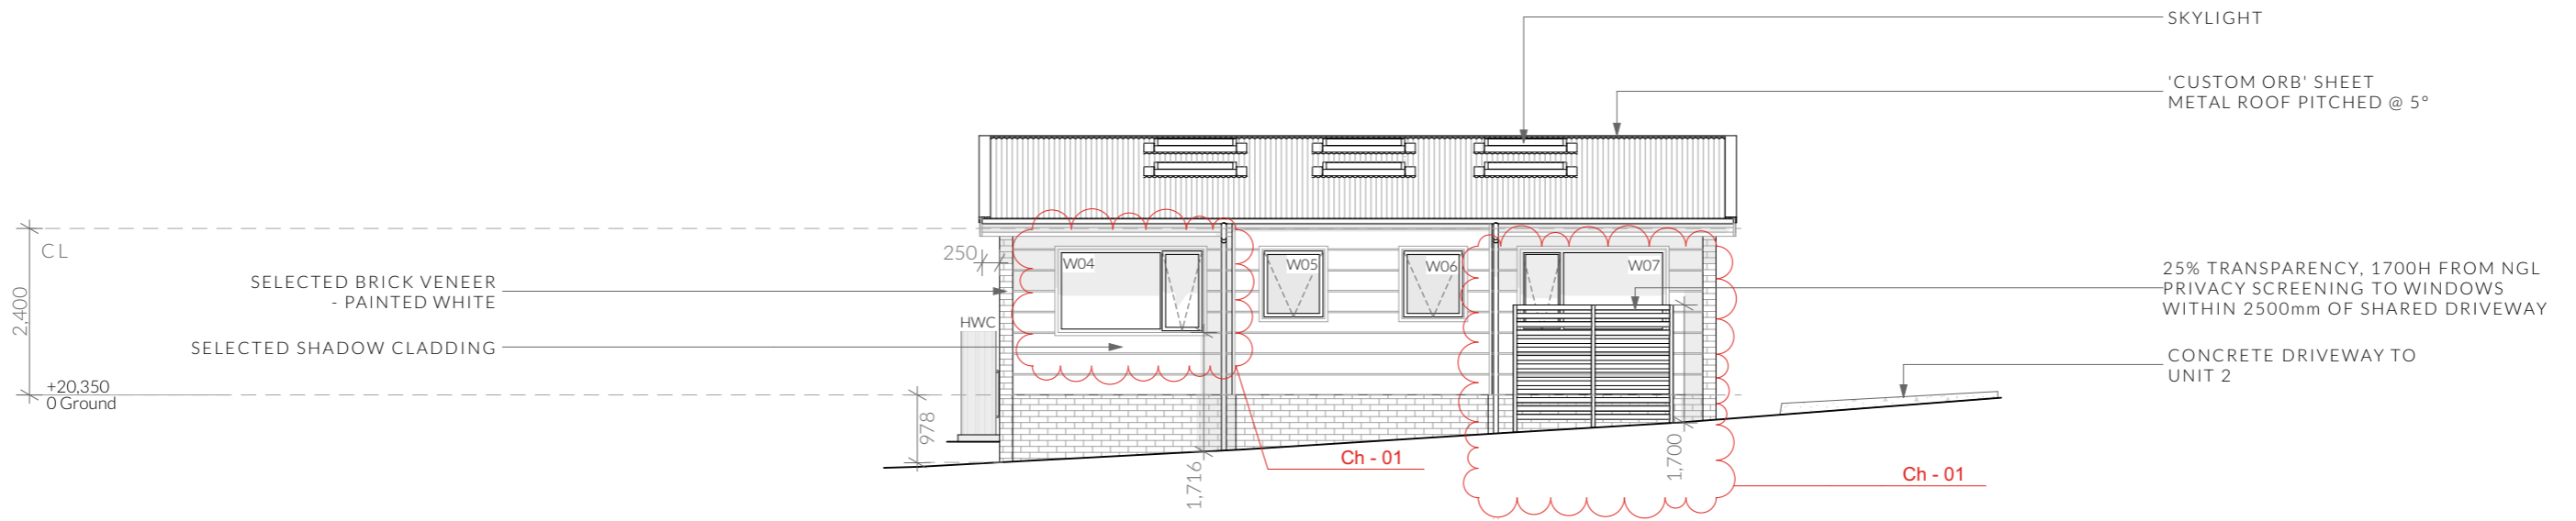 SKYLIGHT
'CUSTOM ORB' SHEET
METAL ROOF PITCHED @ 5°
CL
250
W04
W05
W06
W07
SELECTED BRICK VENEER
- PAINTED WHITE
25% TRANSPARENCY, 1700H FROM NGL
PRIVACY SCREENING TO WINDOWS
WITHIN 2500mm OF SHARED DRIVEWAY
2,400
HWC
SELECTED SHADOW CLADDING
CONCRETE DRIVEWAY TO
UNIT 2
+20,350
0 Ground
978
1,716
Ch - 01
1,700
Ch - 01